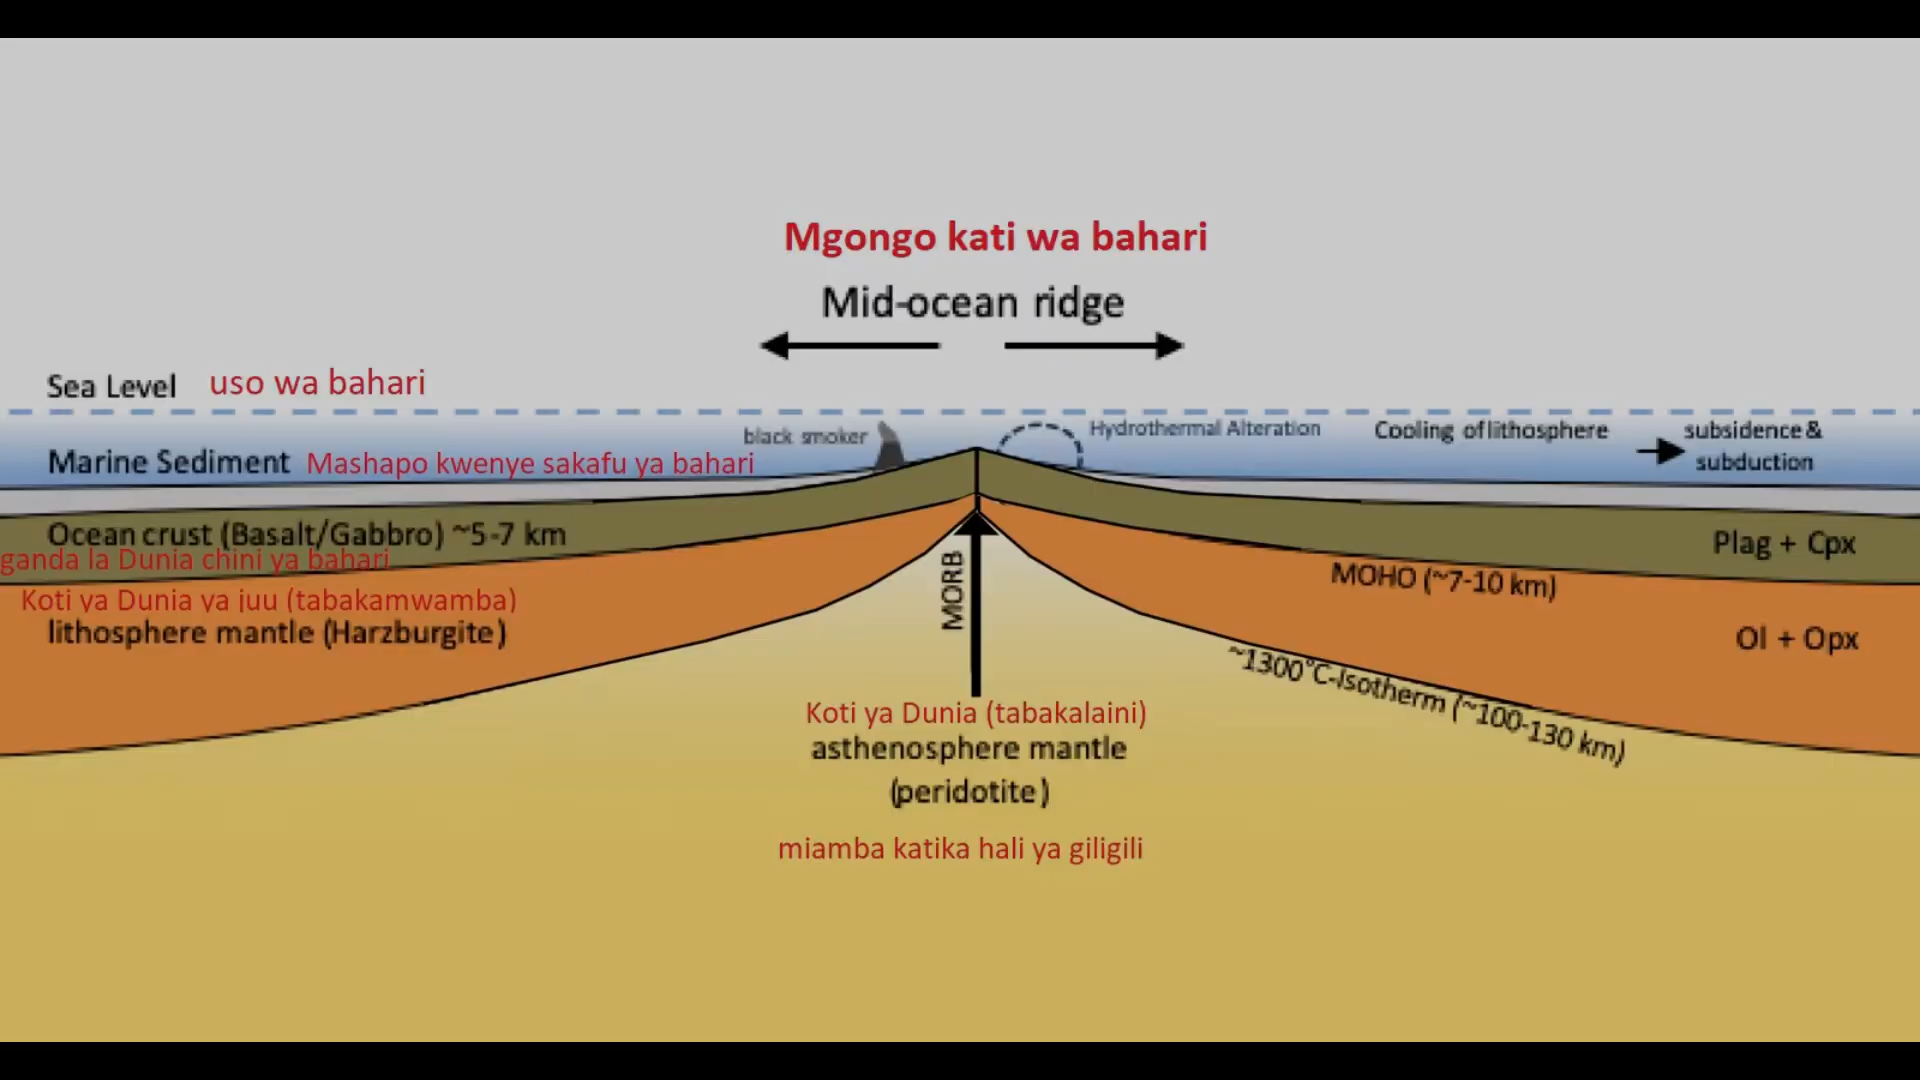 Mgongo kati wa bahari
Mid-ocean ridge
Sea Level uso wa bahari
black smoker
Hydrothermal Alteration
Cooling of lithosphere
subsidence &
subduction
Marine Sediment Mashapo kwenye sakafu ya bahari
Ocean crust (Basalt/Gabbro) ~5-7 km
ganda la Dunia chini ya bahari
Plag + Cpx
MOHO (~7-10 km)
Koti ya Dunia ya juu (tabakamwamba)
lithosphere mantle (Harzburgite)
MORB
Ol + Opx
~1300°C-Isotherm (~100-130 km)
Koti ya Dunia (tabakalaini)
asthenosphere mantle
(peridotite)
miamba katika hali ya giligili